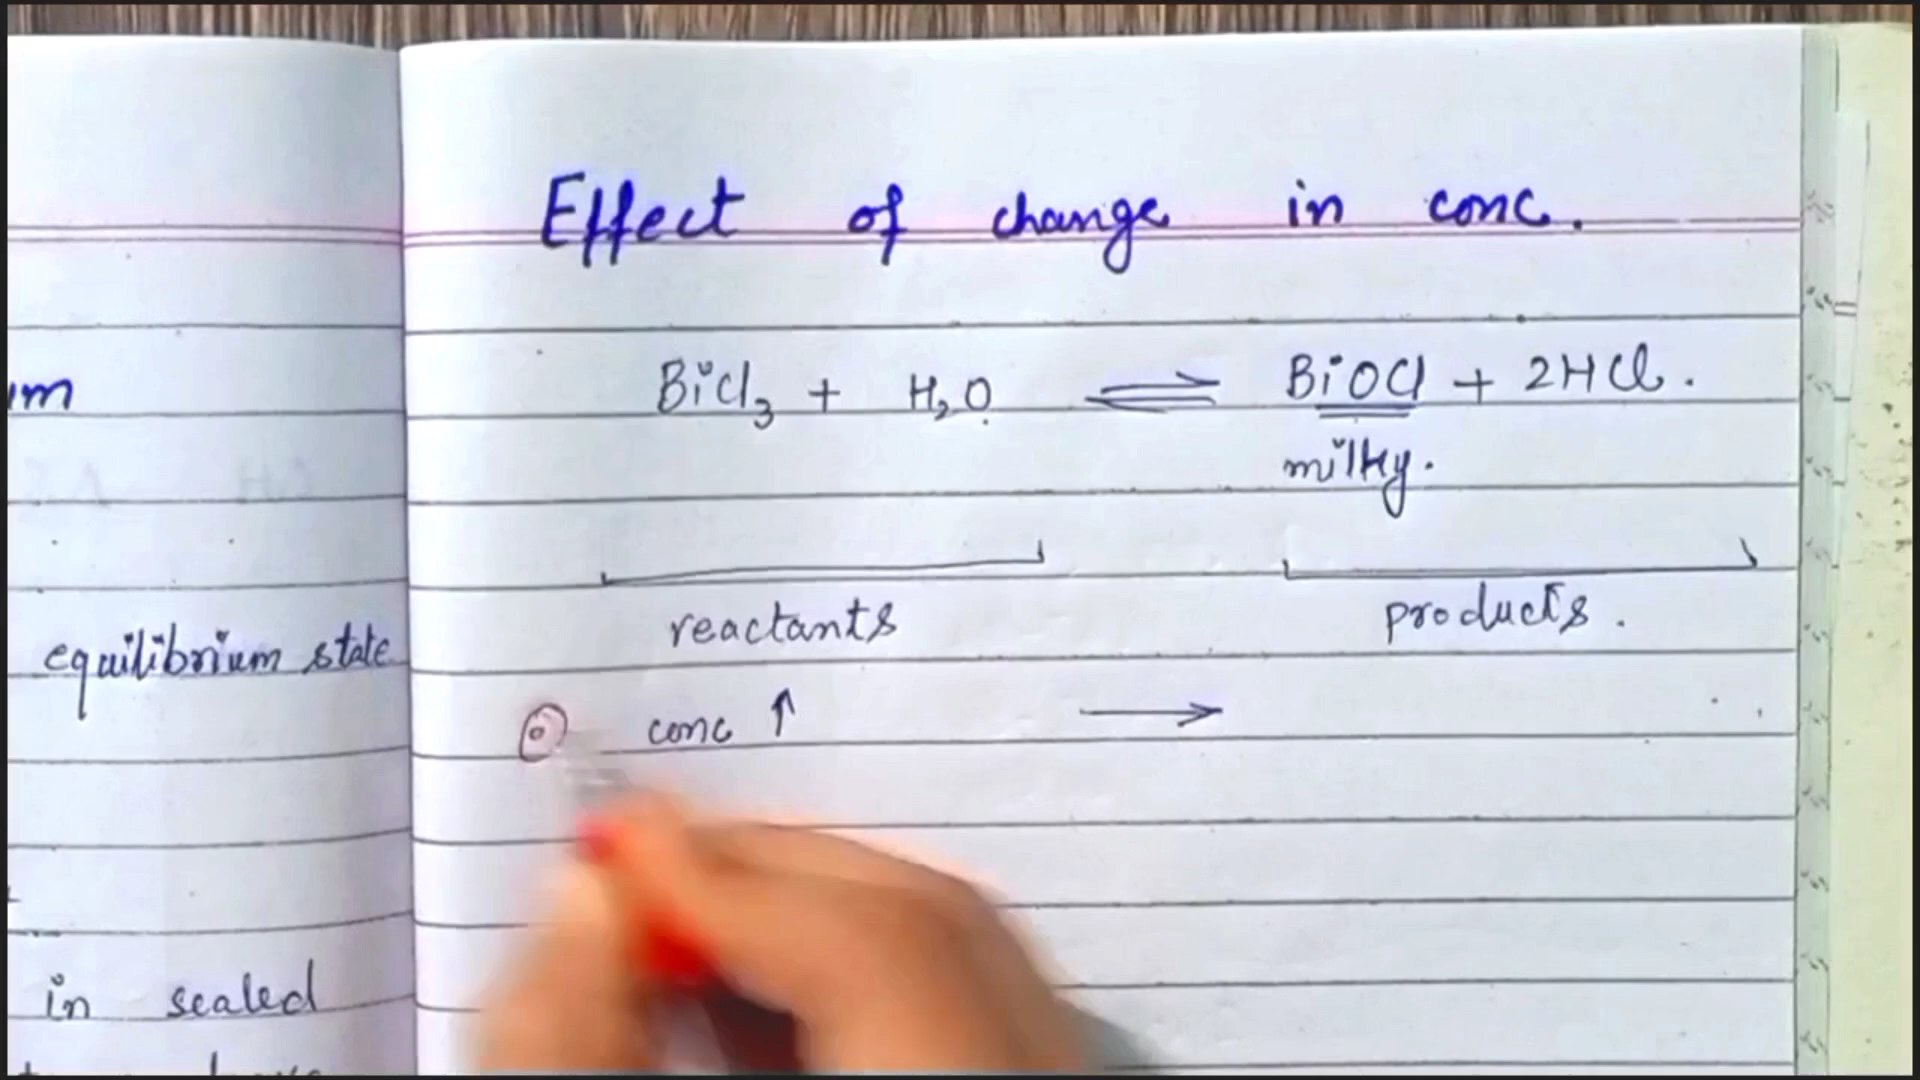 um
equilibrium state
in sealed
Effect of change in conc.
BiCl₃ + H₂O ⇌ BiOCl + 2HCl.
milky.
reactants products.
conc ↑ →